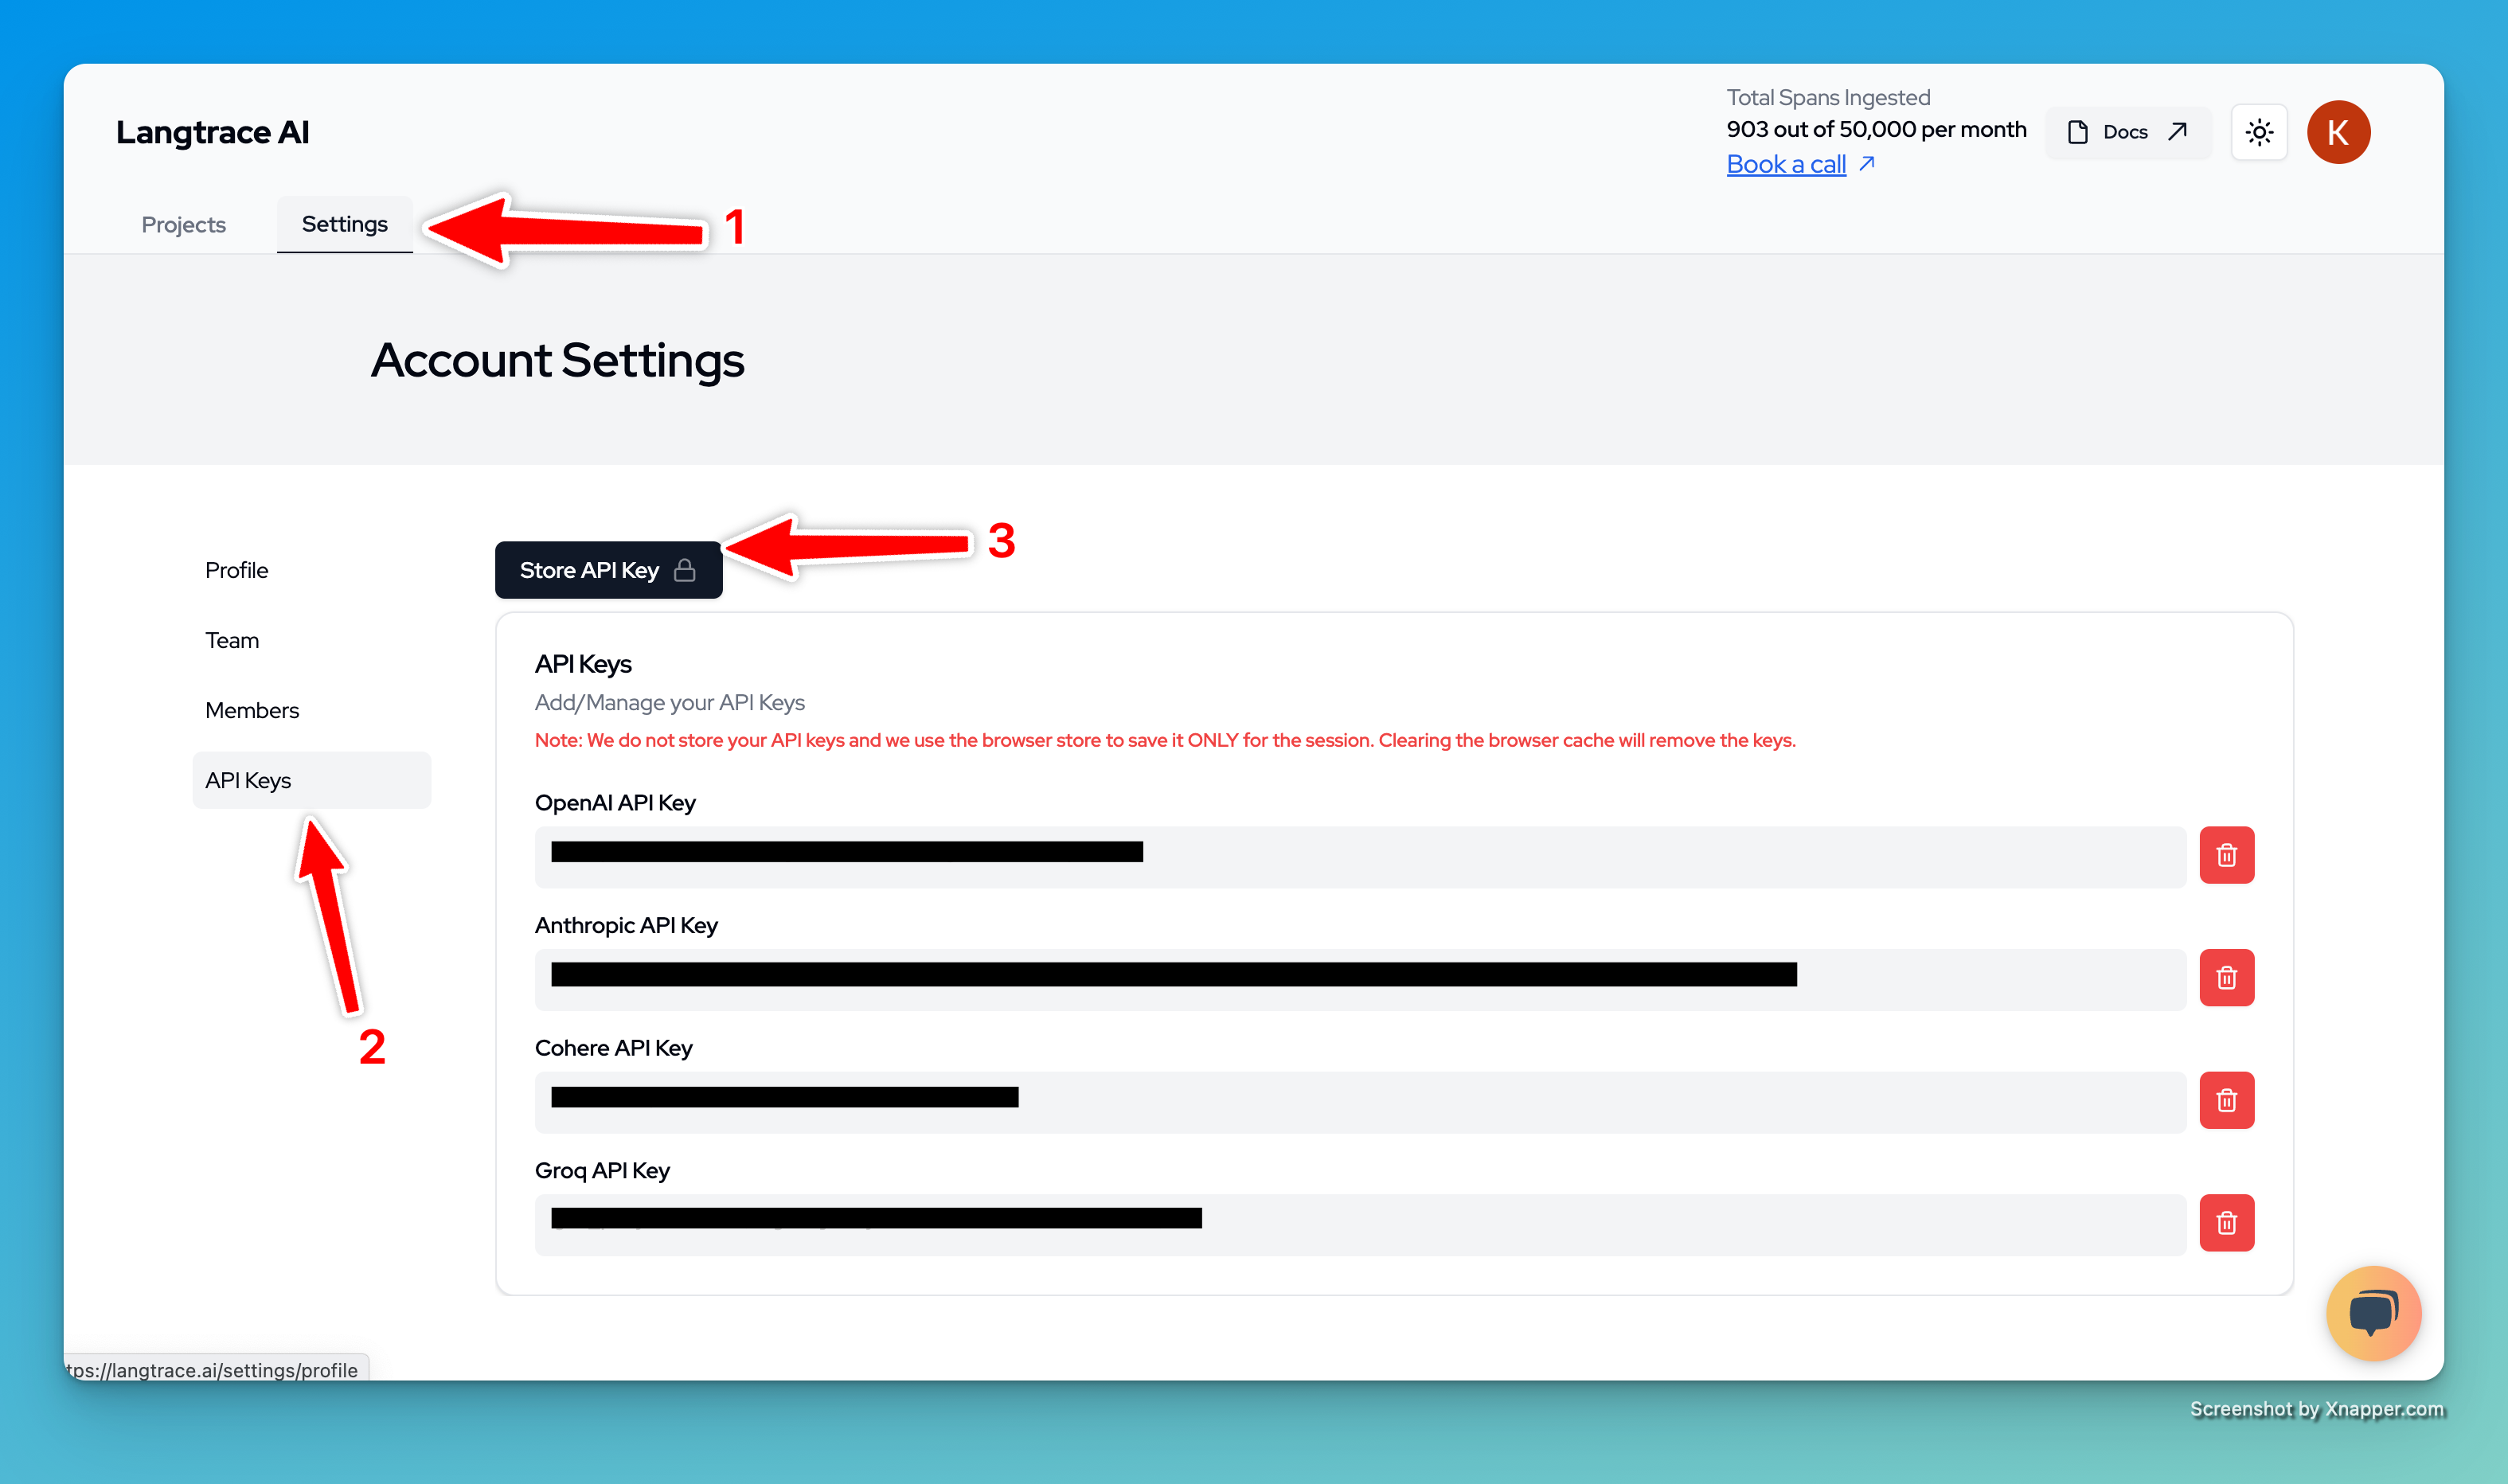 Langtrace AI
Total Spans Ingested
903 out of 50,000 per month
Book a call
Docs
K
Projects
Settings
1
Account Settings
3
Profile
Store API Key
Team
Members
API Keys
2
API Keys
Add/Manage your API Keys
Note: We do not store your API keys and we use the browser store to save it ONLY for the session. Clearing the browser cache will remove the keys.
OpenAI API Key
Anthropic API Key
Cohere API Key
Groq API Key
tps://langtrace.ai/settings/profile
Screenshot by Xnapper.com